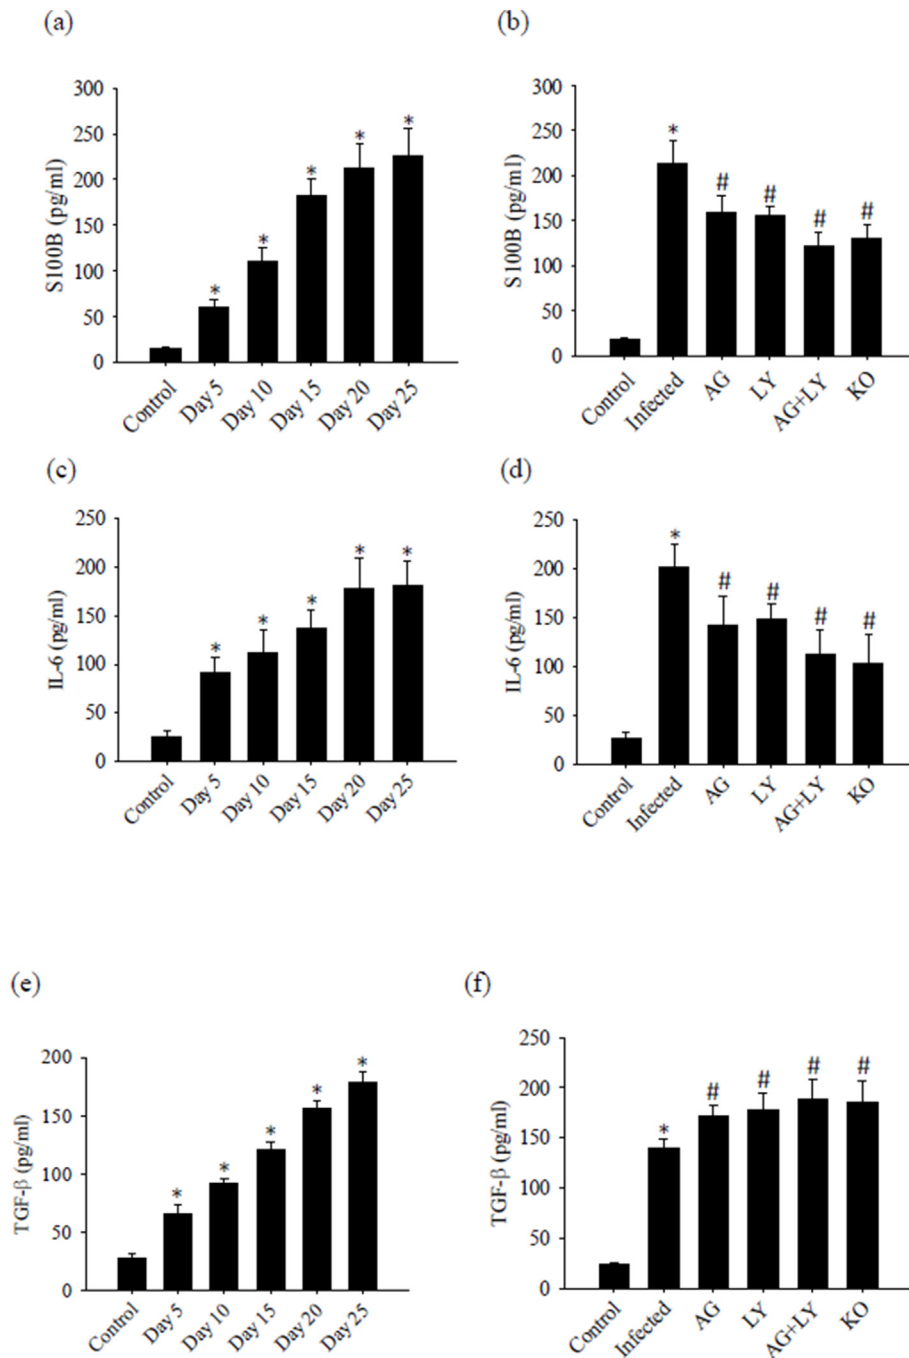 (a)
(b)
300
250
200
150
100
50
0
S100B (pg/ml)
* * * * *
Control Day 5 Day 10 Day 15 Day 20 Day 25
300
250
200
150
100
50
0
S100B (pg/ml)
* # # # #
Control Infected AG LY AG+LY KO
(c)
(d)
250
200
150
100
50
0
IL-6 (pg/ml)
* * * * *
Control Day 5 Day 10 Day 15 Day 20 Day 25
250
200
150
100
50
0
IL-6 (pg/ml)
* # # # #
Control Infected AG LY AG+LY KO
(e)
(f)
200
150
100
50
0
TGF-β (pg/ml)
* * * * *
Control Day 5 Day 10 Day 15 Day 20 Day 25
250
200
150
100
50
0
TGF-β (pg/ml)
* # # # #
Control Infected AG LY AG+LY KO